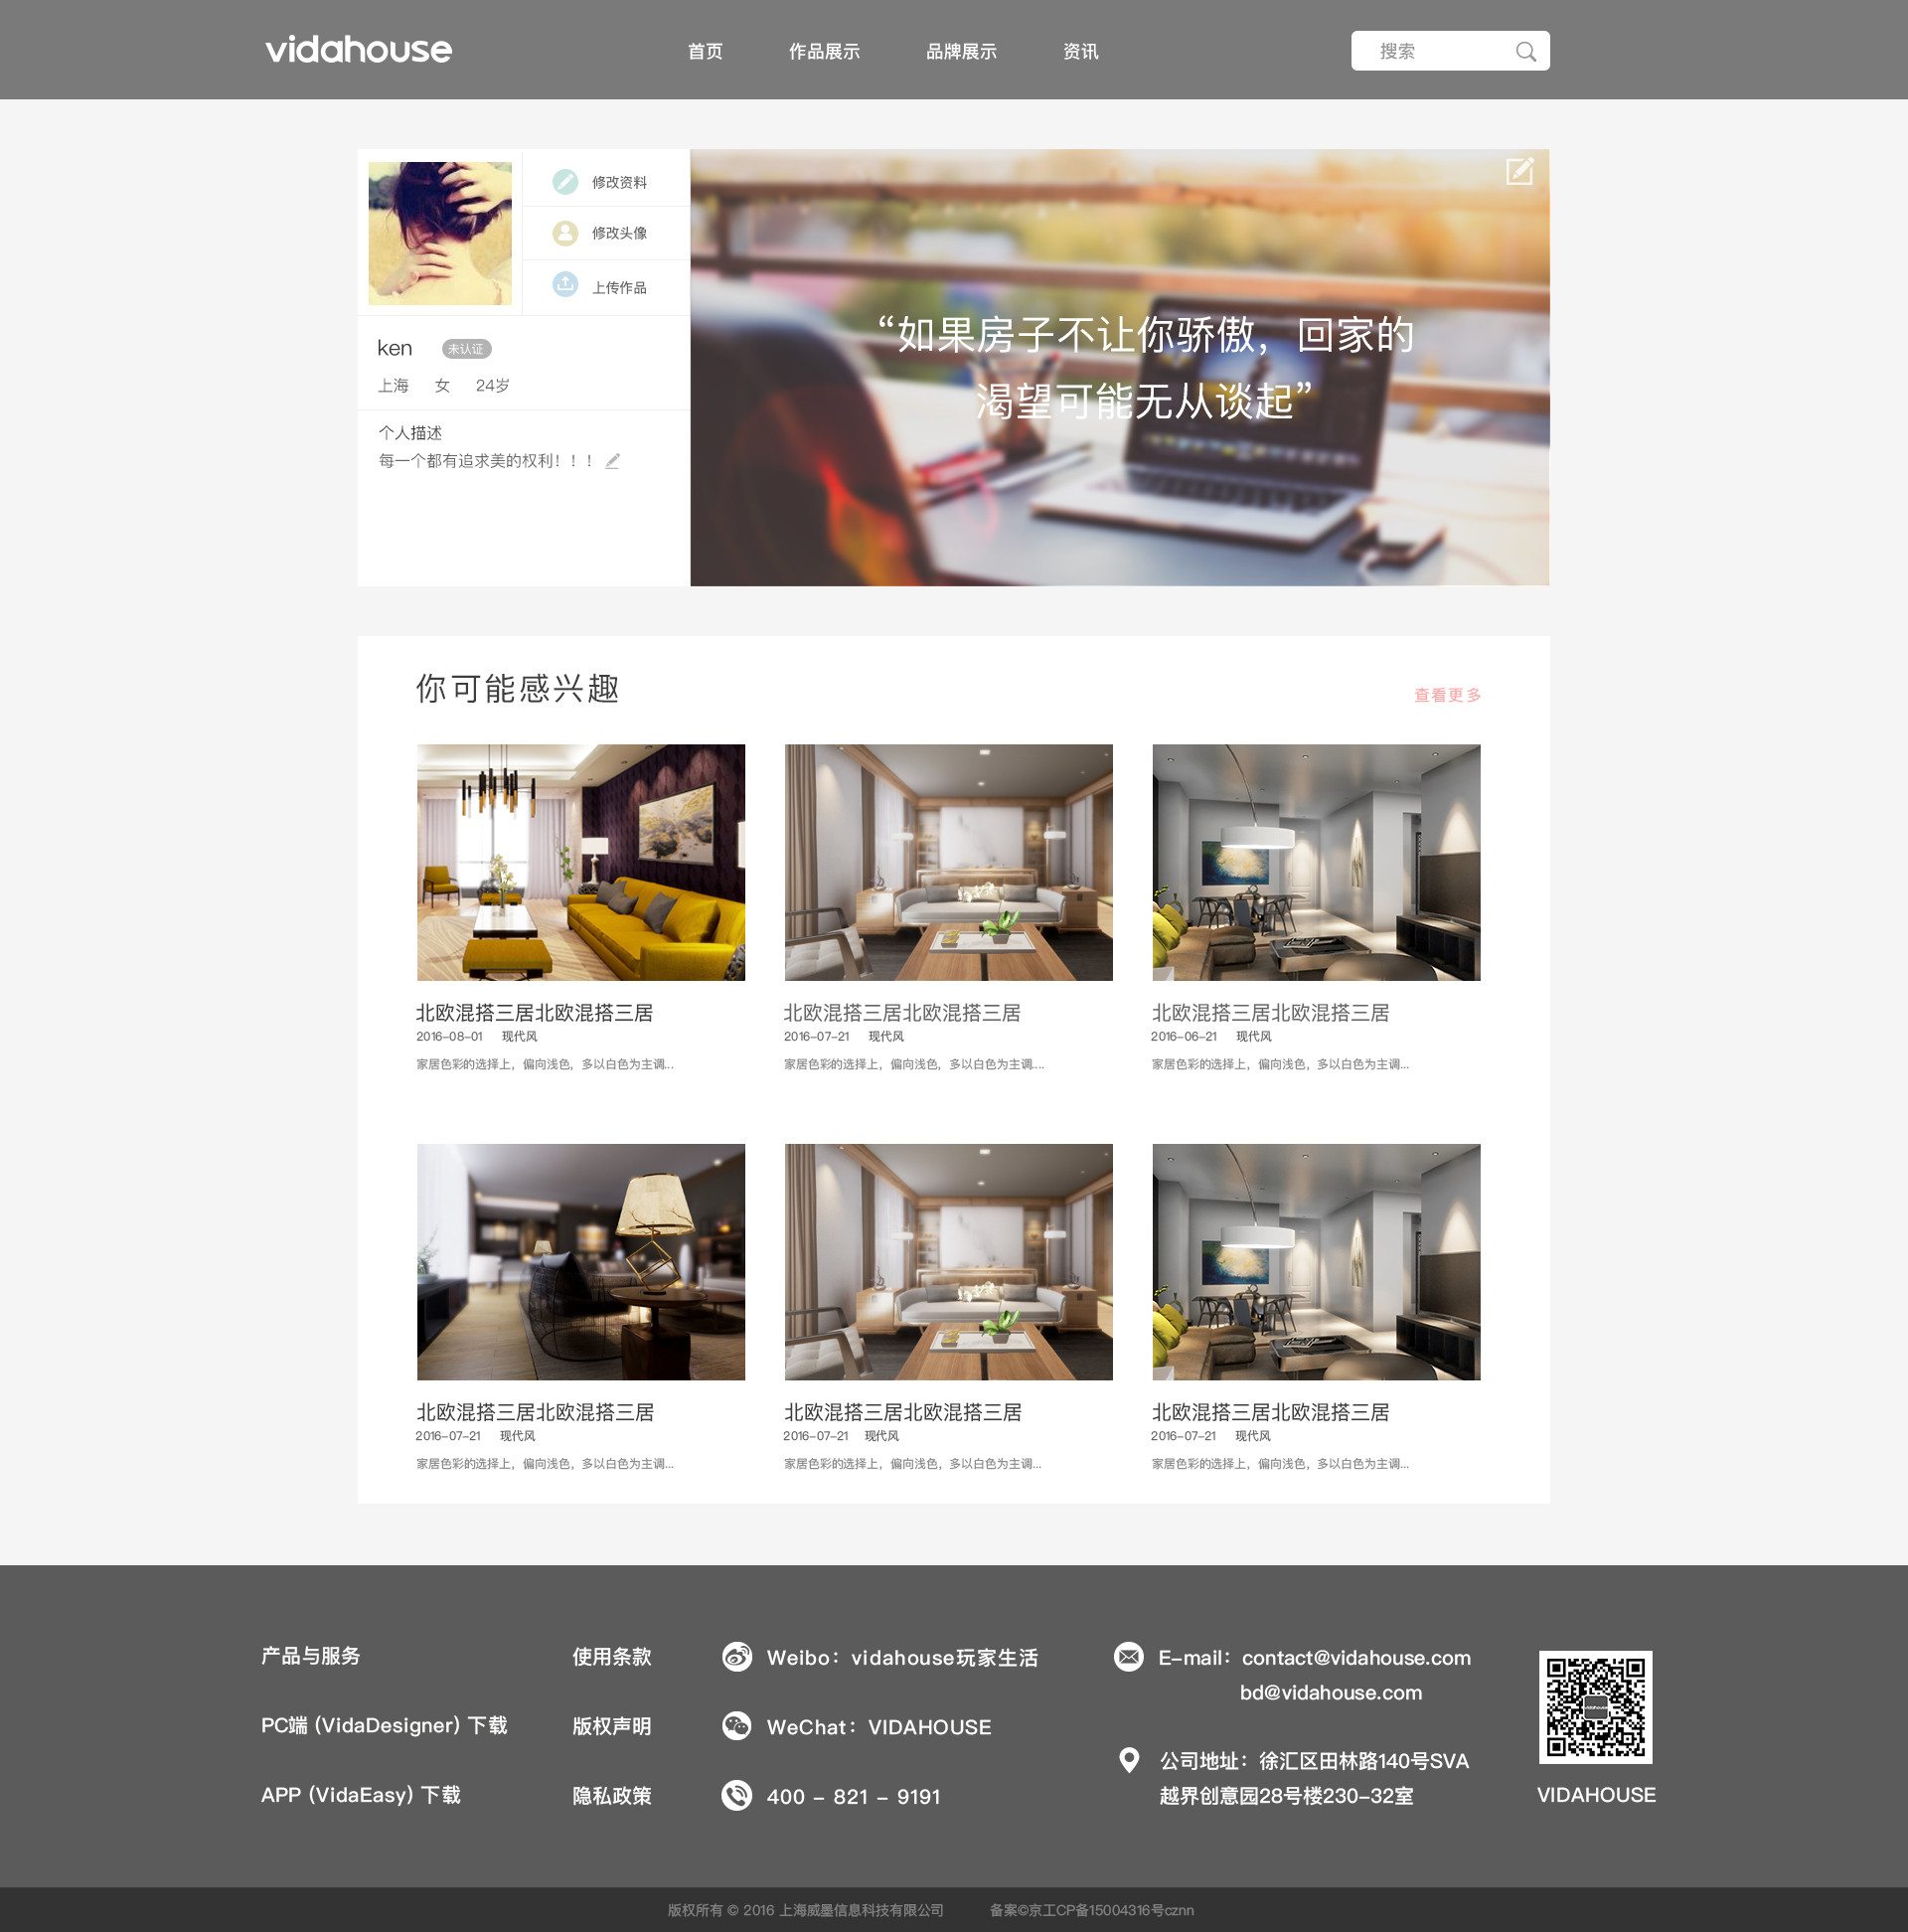 vidahouse
首页 作品展示 品牌展示 资讯 搜索
修改资料
修改头像
上传作品
ken 未认证
上海 女 24岁
个人描述
每一个都有追求美的权利！！！
“如果房子不让你骄傲，回家的
渴望可能无从谈起”
你可能感兴趣 查看更多
北欧混搭三居北欧混搭三居
2016-08-01 现代风
家居色彩的选择上，偏向浅色，多以白色为主调...
北欧混搭三居北欧混搭三居
2016-07-21 现代风
家居色彩的选择上，偏向浅色，多以白色为主调....
北欧混搭三居北欧混搭三居
2016-06-21 现代风
家居色彩的选择上，偏向浅色，多以白色为主调...
北欧混搭三居北欧混搭三居
2016-07-21 现代风
家居色彩的选择上，偏向浅色，多以白色为主调...
北欧混搭三居北欧混搭三居
2016-07-21 现代风
家居色彩的选择上，偏向浅色，多以白色为主调...
北欧混搭三居北欧混搭三居
2016-07-21 现代风
家居色彩的选择上，偏向浅色，多以白色为主调...
产品与服务
PC端 (VidaDesigner) 下载
APP (VidaEasy) 下载
使用条款
版权声明
隐私政策
Weibo：vidahouse玩家生活
WeChat：VIDAHOUSE
400 - 821 - 9191
E-mail：contact@vidahouse.com
bd@vidahouse.com
公司地址：徐汇区田林路140号SVA
越界创意园28号楼230-32室
vidahouse
VIDAHOUSE
版权所有 © 2016 上海威墨信息科技有限公司 备案©京工CP备15004316号cznn